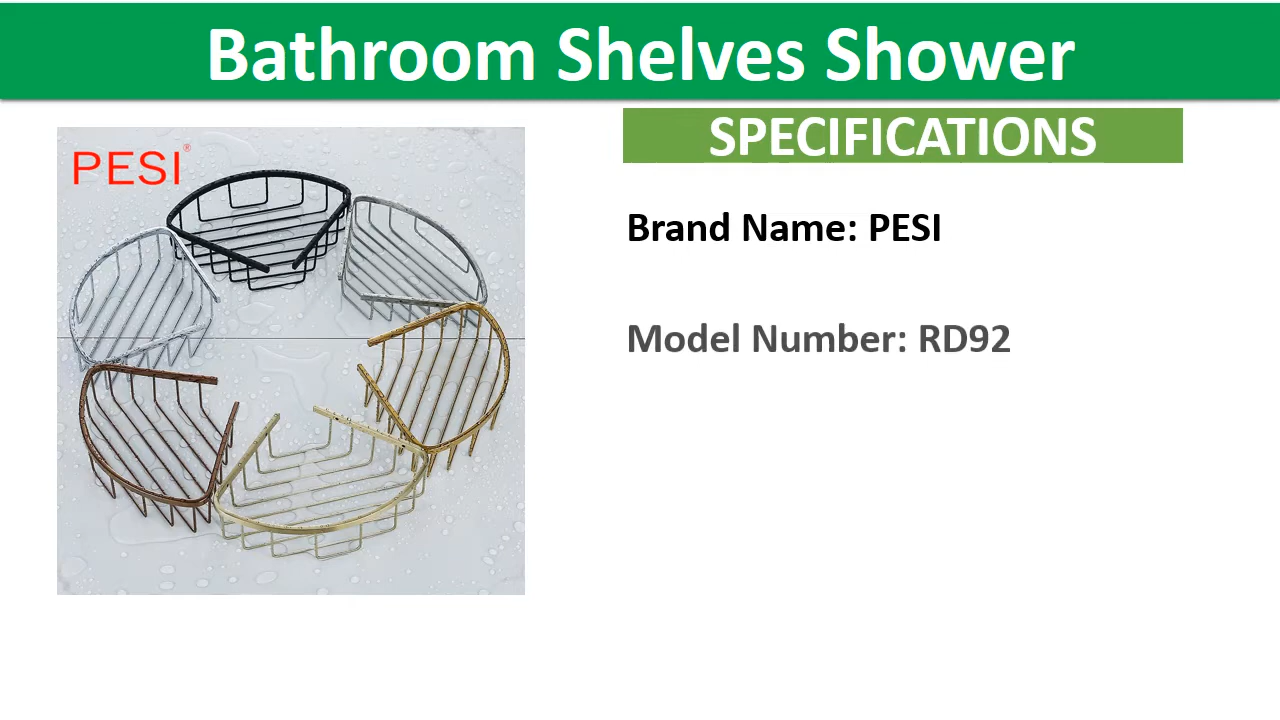 Bathroom Shelves Shower
SPECIFICATIONS
PESI®
Brand Name: PESI
Model Number: RD92